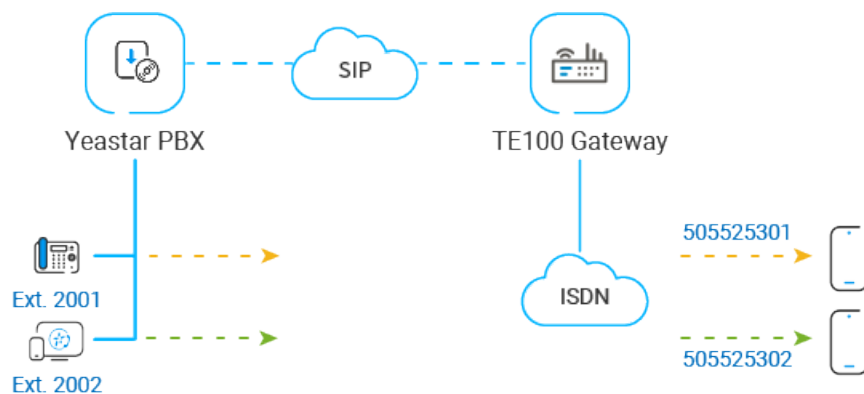 SIP
Yeastar PBX
TE100 Gateway
505525301
Ext. 2001
ISDN
505525302
Ext. 2002